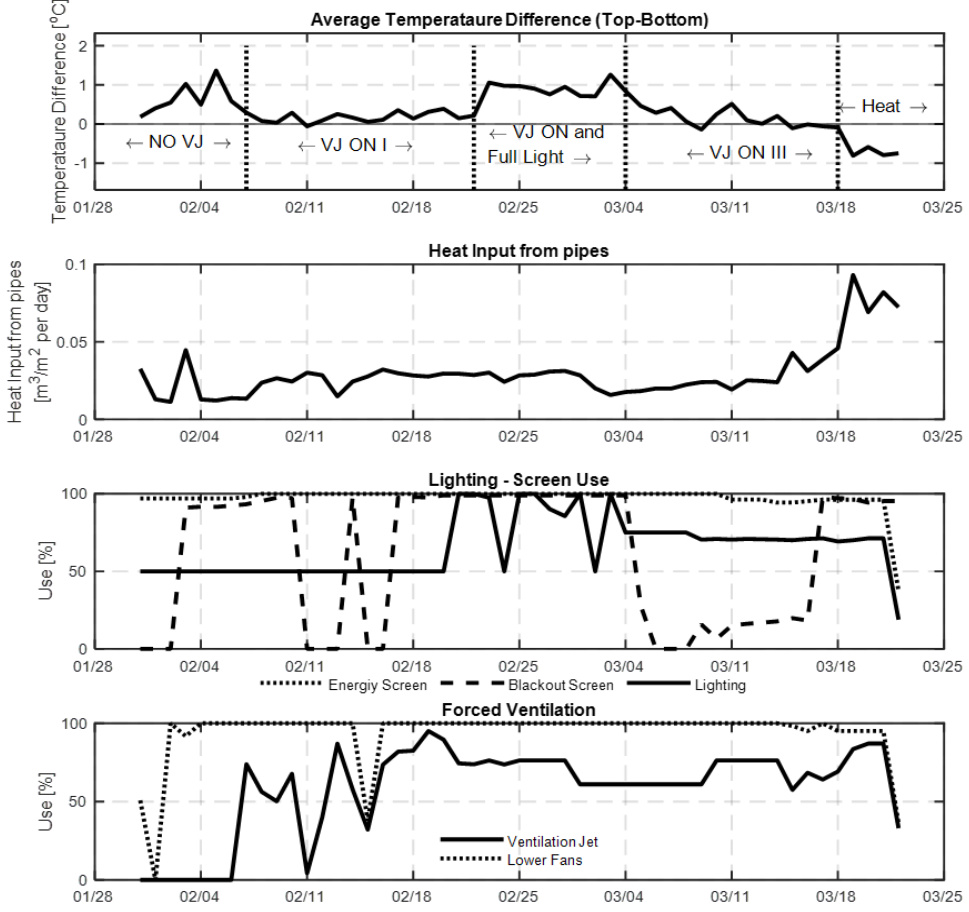 Average Temperataure Difference (Top-Bottom)
Temperataure Difference [⁰C]
2
1
0
-1
← NO VJ →
← VJ ON I →
← VJ ON and
Full Light →
← VJ ON III →
← Heat →
01/28 02/04 02/11 02/18 02/25 03/04 03/11 03/18 03/25
Heat Input from pipes
Heat Input from pipes
[m³/m² per day]
0.1
0.05
0
01/28 02/04 02/11 02/18 02/25 03/04 03/11 03/18 03/25
Lighting - Screen Use
Use [%]
100
50
0
01/28 02/04 02/11 02/18 02/25 03/04 03/11 03/18 03/25
Energiy Screen Blackout Screen Lighting
Forced Ventilation
Use [%]
100
50
0
Ventilation Jet
Lower Fans
01/28 02/04 02/11 02/18 02/25 03/04 03/11 03/18 03/25